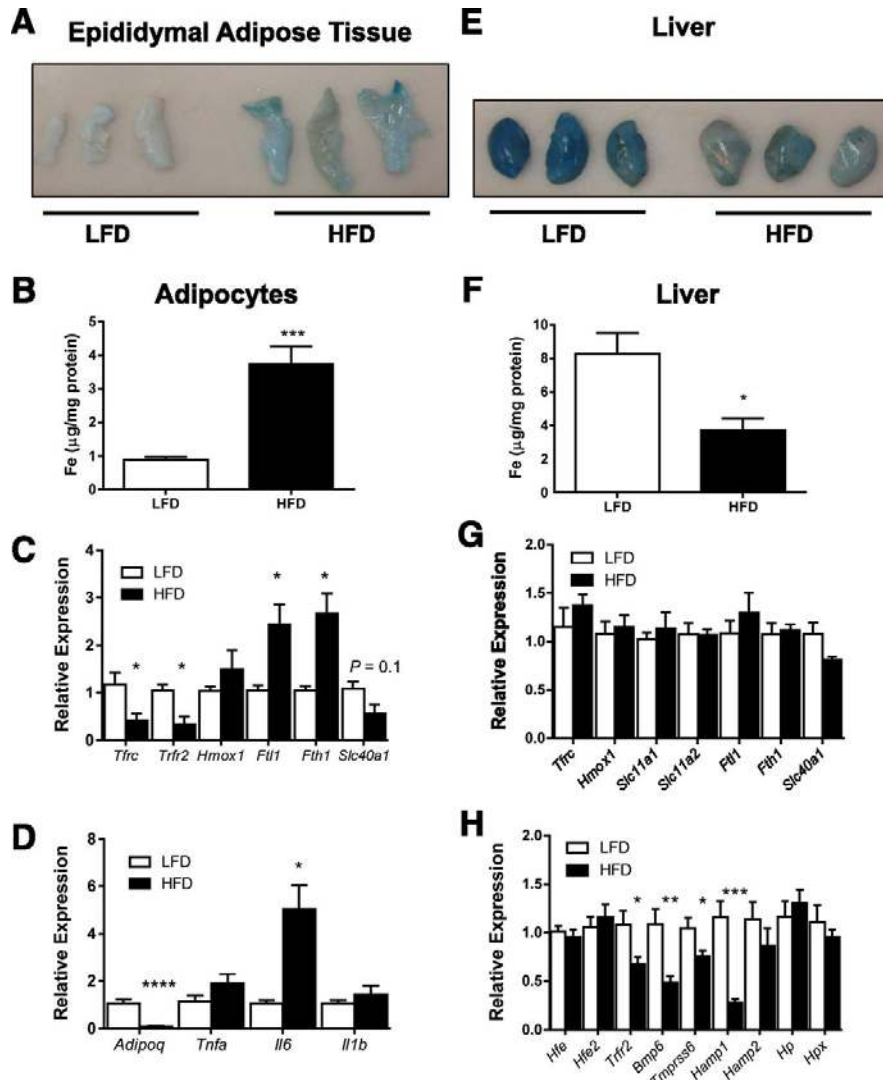 A
Epididymal Adipose Tissue
LFD
HFD
B
Adipocytes
Fe (µg/mg protein)
5
4
3
2
1
0
***
LFD
HFD
C
Relative Expression
4
3
2
1
0
LFD
HFD
*
*
*
*
P = 0.1
Tfrc Trfr2 Hmox1 Ftl1 Fth1 Slc40a1
D
Relative Expression
8
6
4
2
0
LFD
HFD
****
*
Adipoq Tnfa Il6 Il1b
E
Liver
LFD
HFD
F
Liver
Fe (µg/mg protein)
10
8
6
4
2
0
*
LFD
HFD
G
Relative Expression
2.0
1.5
1.0
0.5
0.0
LFD
HFD
Tfrc Hmox1 Slc11a1 Slc11a2 Ftl1 Fth1 Slc40a1
H
Relative Expression
2.0
1.5
1.0
0.5
0.0
LFD
HFD
*
**
*
***
Hfe Hfe2 Trfr2 Bmp6 Tmprss6 Hamp1 Hamp2 Hp Hpx